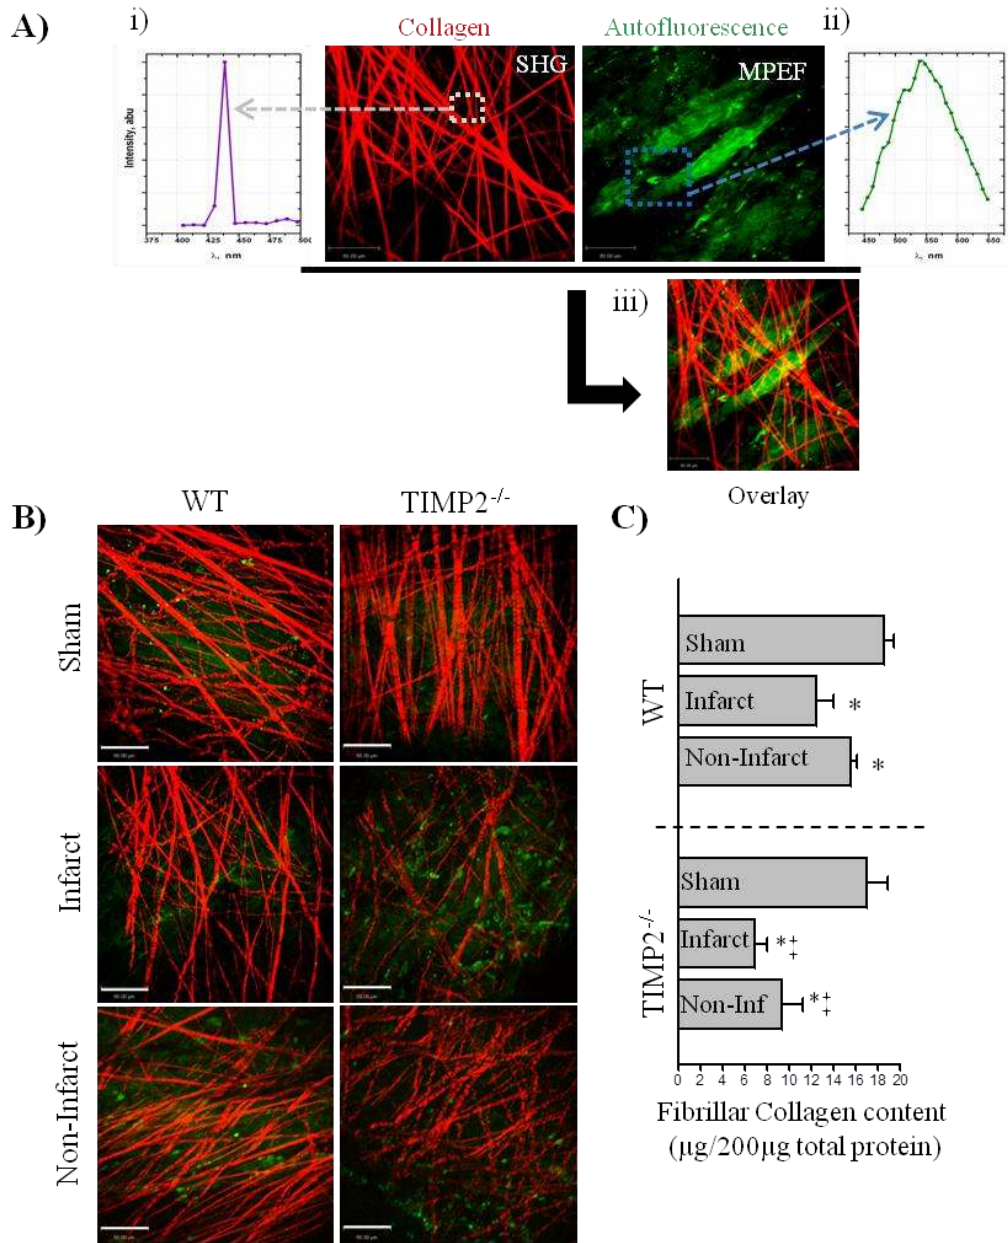 A)
i)
Collagen
Autofluorescence
ii)
SHG
MPEF
Intensity, abu
375 400 425 450 475 500
λ, nm
450 500 550 600 650
λ, nm
iii)
Overlay
B)
WT
TIMP2-/-
Sham
Infarct
Non-Infarct
C)
WT
Sham
Infarct *
Non-Infarct *
TIMP2-/-
Sham
Infarct *‡
Non-Inf *‡
0 2 4 6 8 10 12 14 16 18 20
Fibrillar Collagen content
(µg/200µg total protein)